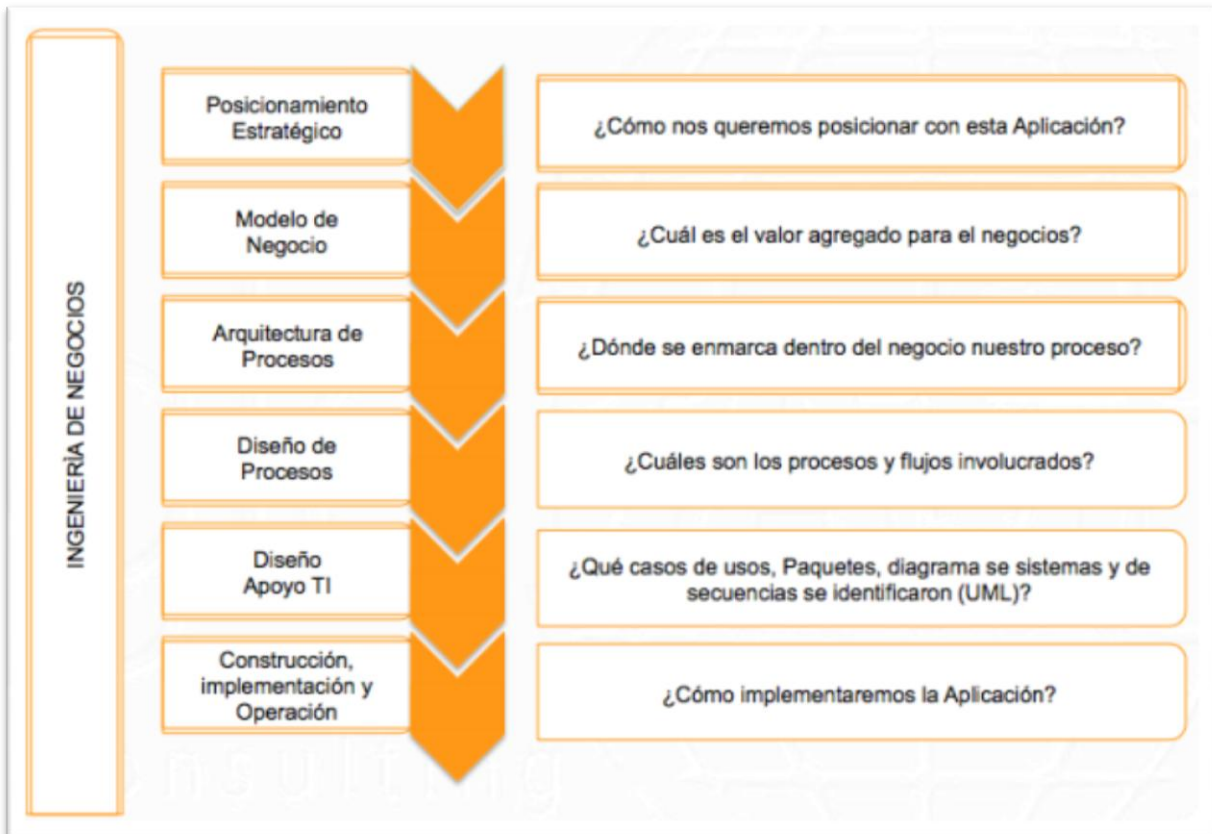 INGENIERÍA DE NEGOCIOS
Posicionamiento
Estratégico
¿Cómo nos queremos posicionar con esta Aplicación?
Modelo de
Negocio
¿Cuál es el valor agregado para el negocios?
Arquitectura de
Procesos
¿Dónde se enmarca dentro del negocio nuestro proceso?
Diseño de
Procesos
¿Cuáles son los procesos y flujos involucrados?
Diseño
Apoyo TI
¿Qué casos de usos, Paquetes, diagrama se sistemas y de
secuencias se identificaron (UML)?
Construcción,
implementación y
Operación
¿Cómo implementaremos la Aplicación?